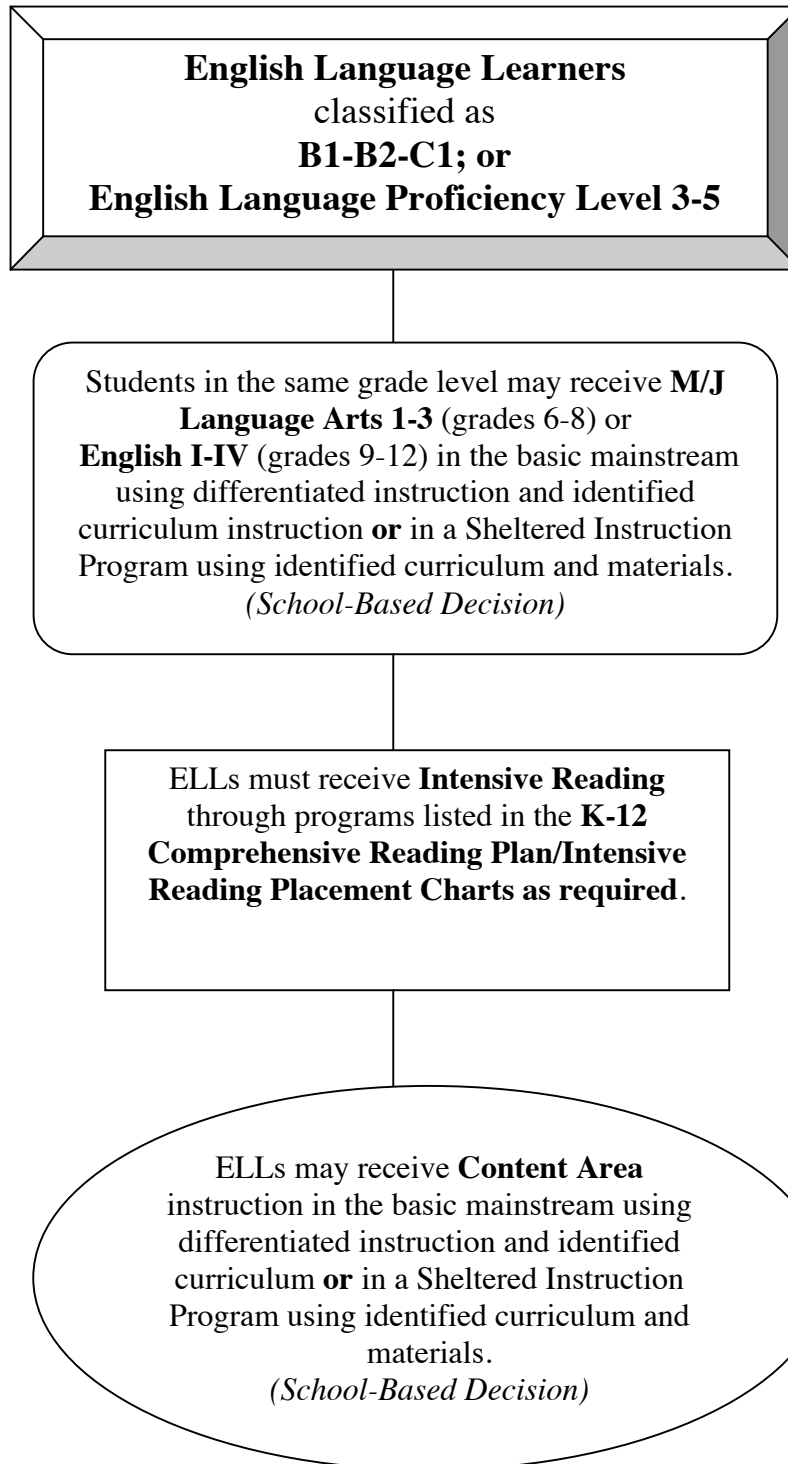 English Language Learners
classified as
B1-B2-C1; or
English Language Proficiency Level 3-5
Students in the same grade level may receive M/J
Language Arts 1-3 (grades 6-8) or
English I-IV (grades 9-12) in the basic mainstream
using differentiated instruction and identified
curriculum instruction or in a Sheltered Instruction
Program using identified curriculum and materials.
(School-Based Decision)
ELLs must receive Intensive Reading
through programs listed in the K-12
Comprehensive Reading Plan/Intensive
Reading Placement Charts as required.
ELLs may receive Content Area
instruction in the basic mainstream using
differentiated instruction and identified
curriculum or in a Sheltered Instruction
Program using identified curriculum and
materials.
(School-Based Decision)